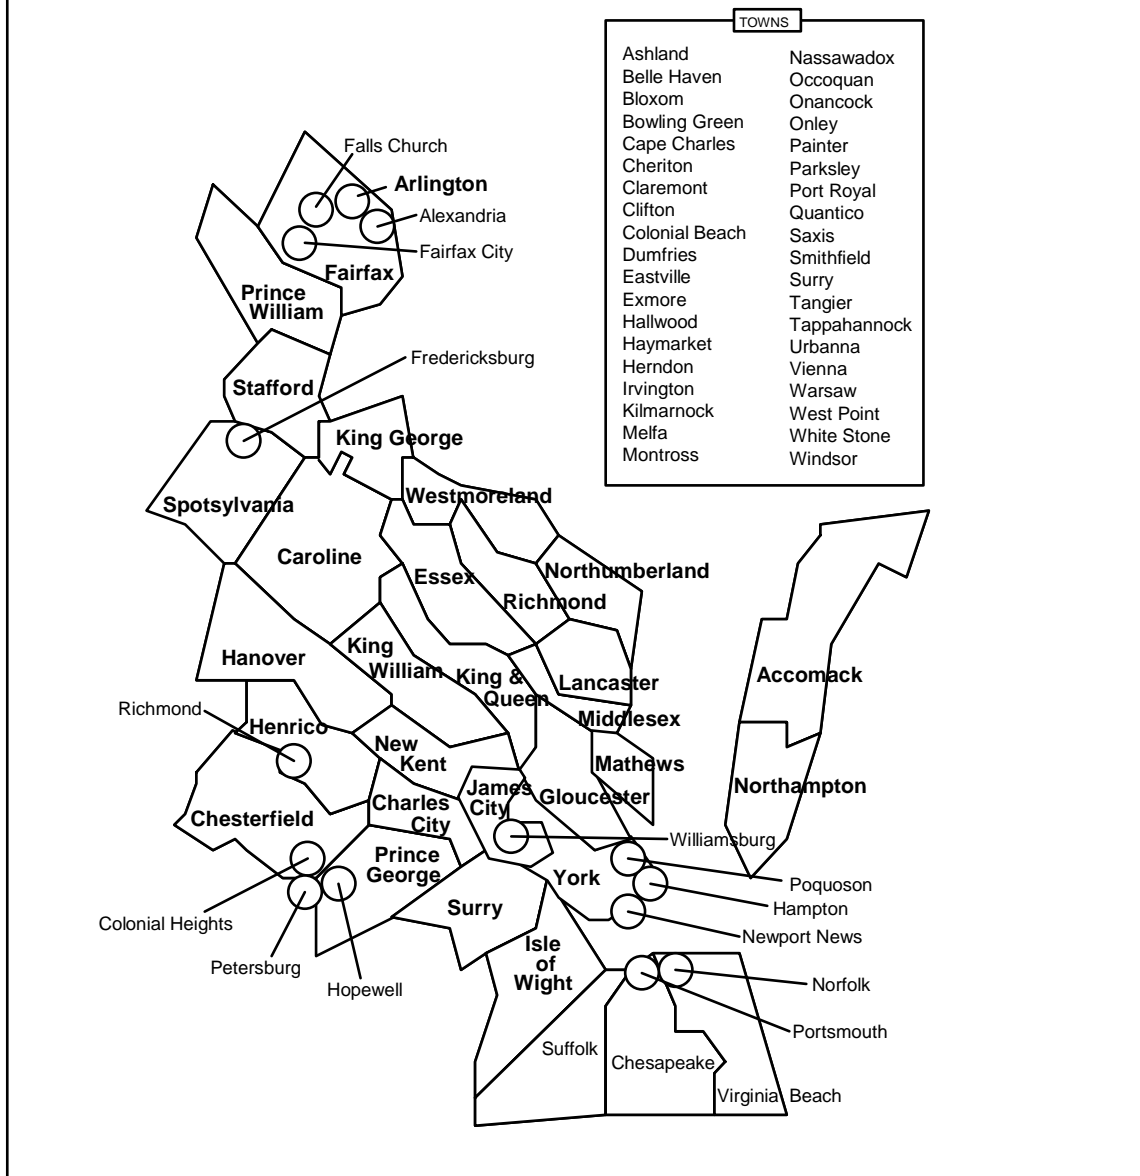 TOWNS
Ashland
Belle Haven
Bloxom
Bowling Green
Cape Charles
Cheriton
Claremont
Clifton
Colonial Beach
Dumfries
Eastville
Exmore
Hallwood
Haymarket
Herndon
Irvington
Kilmarnock
Melfa
Montross
Nassawadox
Occoquan
Onancock
Onley
Painter
Parksley
Port Royal
Quantico
Saxis
Smithfield
Surry
Tangier
Tappahannock
Urbanna
Vienna
Warsaw
West Point
White Stone
Windsor
Falls Church
Arlington
Alexandria
Fairfax City
Fairfax
Prince
William
Fredericksburg
Stafford
King George
Westmoreland
Spotsylvania
Caroline
Essex
Northumberland
Richmond
King
William
Hanover
King &
Queen
Lancaster
Accomack
Richmond
Henrico
Middlesex
New
Kent
Mathews
James
City
Gloucester
Northampton
Charles
City
Chesterfield
Williamsburg
Prince
George
York
Poquoson
Surry
Hampton
Colonial Heights
Newport News
Isle
of
Wight
Petersburg
Hopewell
Norfolk
Portsmouth
Suffolk
Chesapeake
Virginia Beach